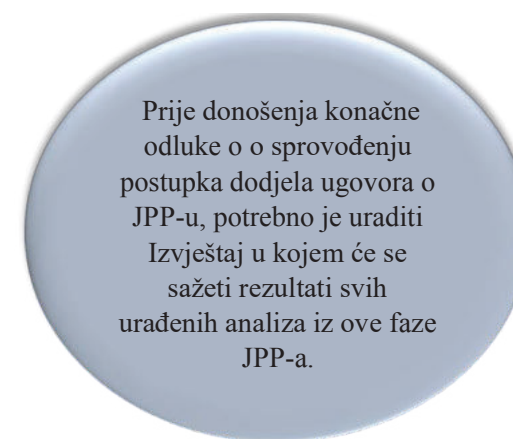 Prije donošenja konačne
odluke o o sprovođenju
postupka dodjela ugovora o
JPP-u, potrebno je uraditi
Izvještaj u kojem će se
sažeti rezultati svih
urađenih analiza iz ove faze
JPP-a.